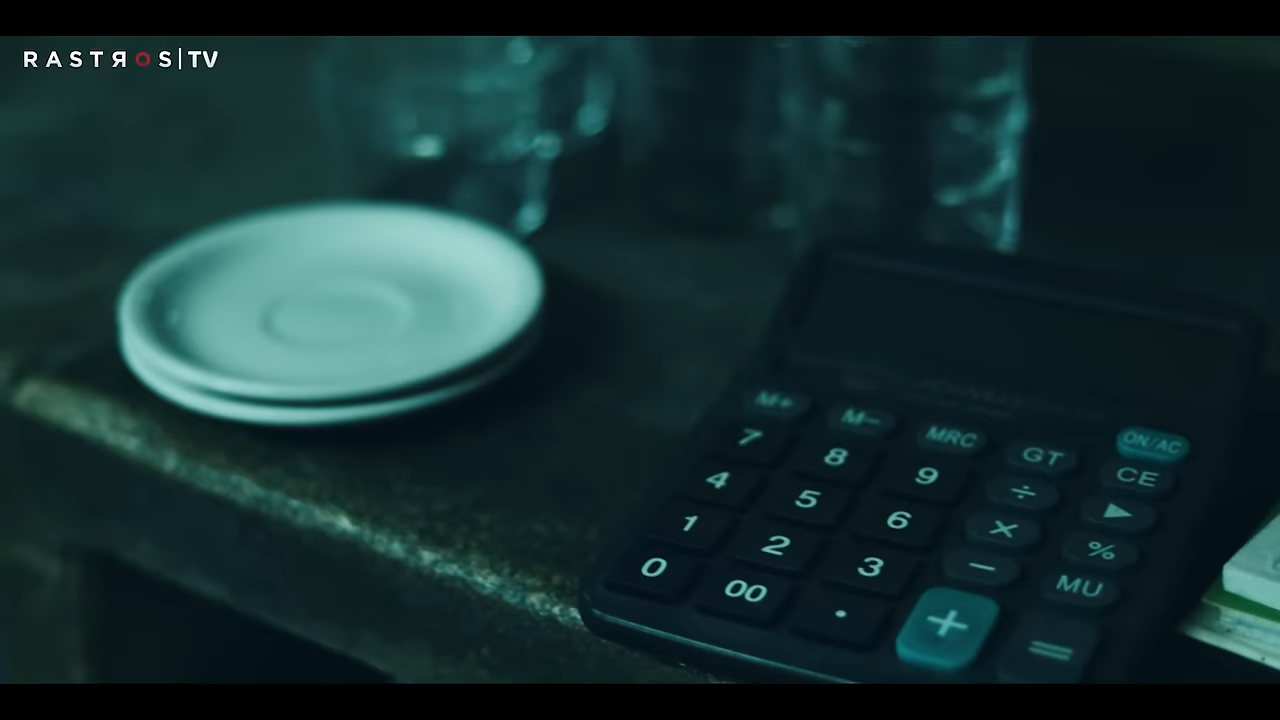 RASTЯOS|TV
M+ M− MRC GT ON/AC
7 8 9 ÷ CE
4 5 6 × ▶
1 2 3 − %
0 00 . + MU
=